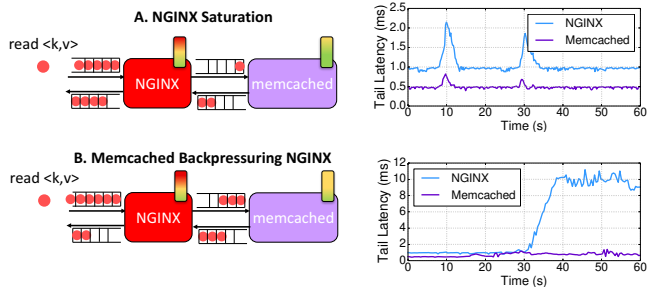 A. NGINX Saturation
read <k,v>
NGINX
memcached
Tail Latency (ms)
2.5
2.0
1.5
1.0
0.5
0.0
NGINX
Memcached
0 10 20 30 40 50 60
Time (s)
B. Memcached Backpressuring NGINX
read <k,v>
NGINX
memcached
Tail Latency (ms)
12
10
8
6
4
2
0
NGINX
Memcached
0 10 20 30 40 50 60
Time (s)